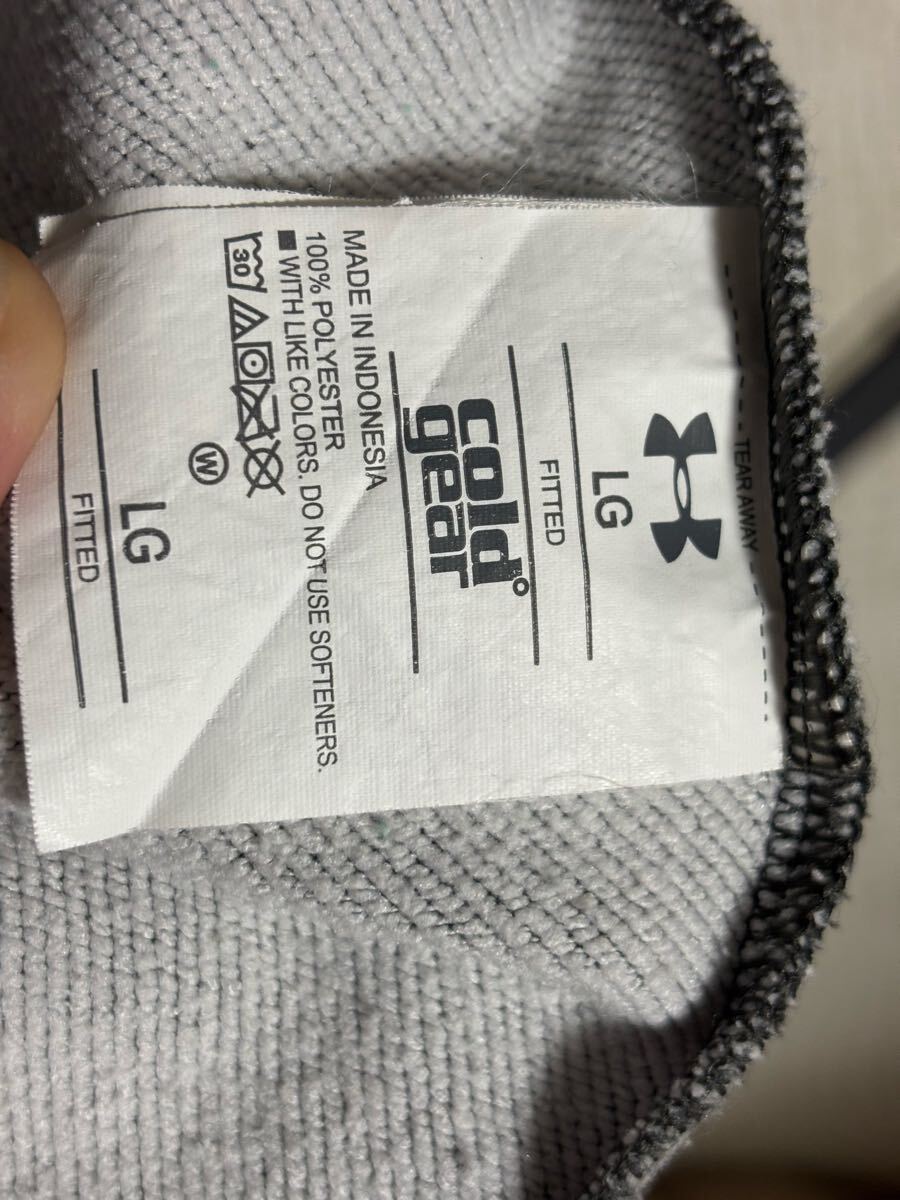 TEAR AWAY
LG
FITTED
cold
gear
MADE IN INDONESIA
100% POLYESTER
■ WITH LIKE COLORS. DO NOT USE SOFTENERS.
30
W
LG
FITTED